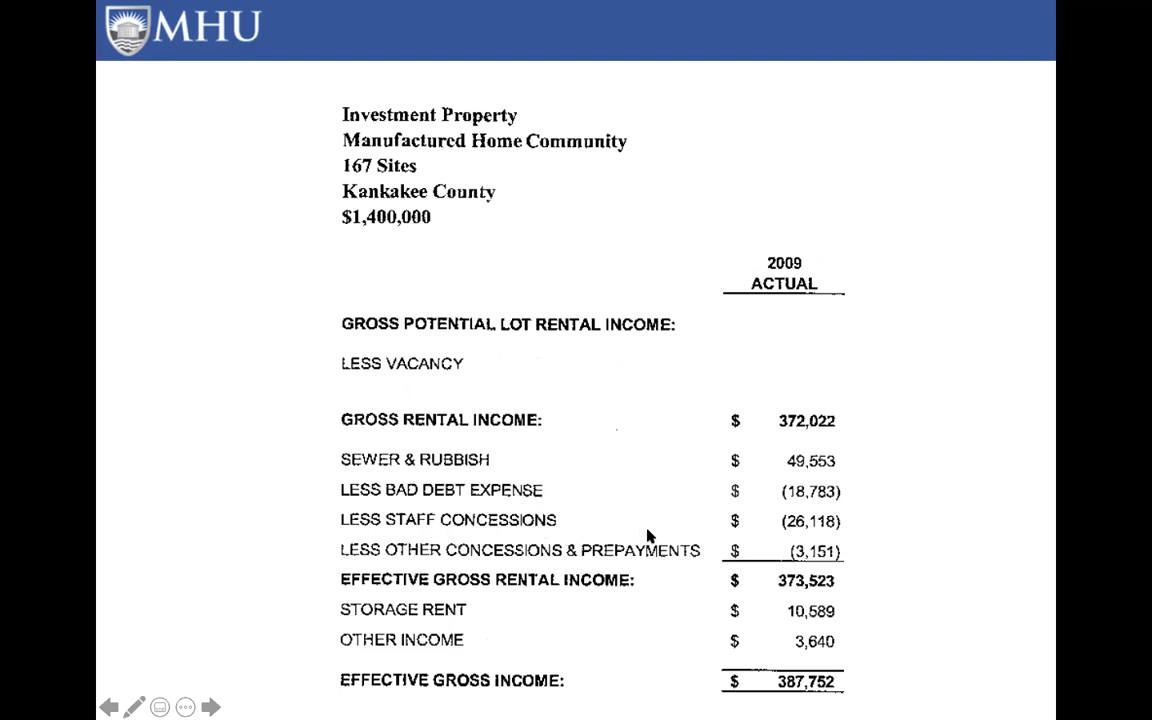 MHU
Investment Property
Manufactured Home Community
167 Sites
Kankakee County
$1,400,000
2009
ACTUAL
GROSS POTENTIAL LOT RENTAL INCOME:
LESS VACANCY
GROSS RENTAL INCOME: $ 372,022
SEWER & RUBBISH $ 49,553
LESS BAD DEBT EXPENSE $ (18,783)
LESS STAFF CONCESSIONS $ (26,118)
LESS OTHER CONCESSIONS & PREPAYMENTS $ (3,151)
EFFECTIVE GROSS RENTAL INCOME: $ 373,523
STORAGE RENT $ 10,589
OTHER INCOME $ 3,640
EFFECTIVE GROSS INCOME: $ 387,752